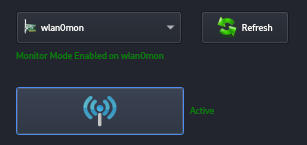 wlan0mon
Refresh
Monitor Mode Enabled on wlan0mon
Active